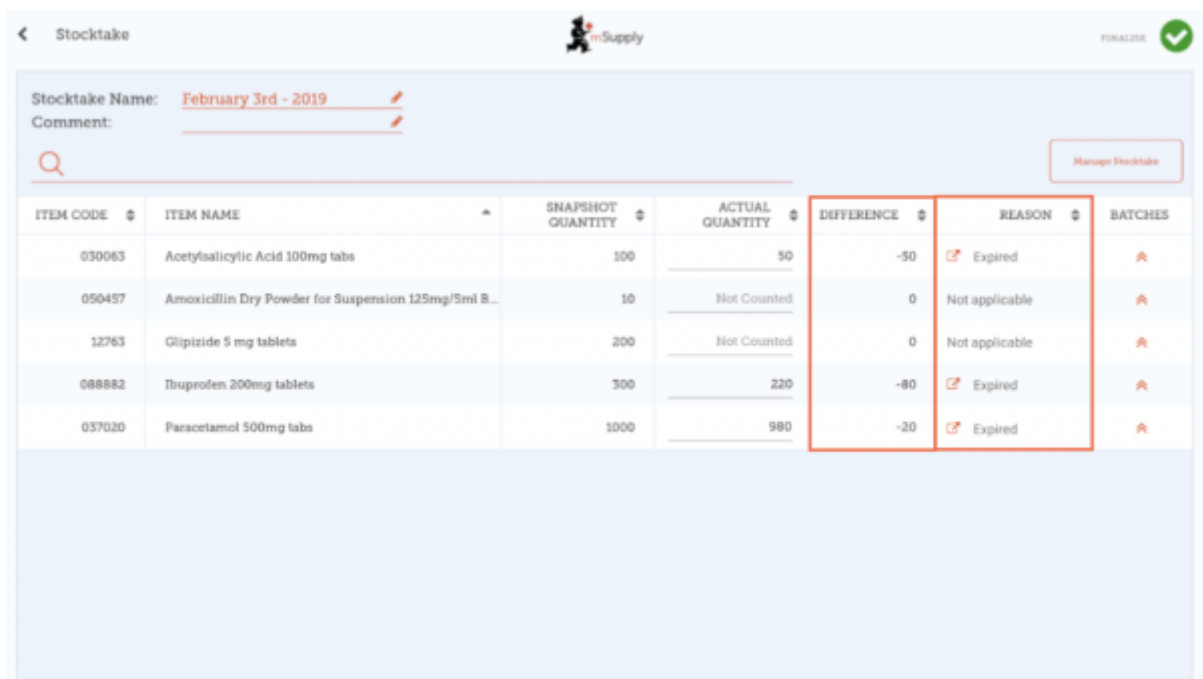 Stocktake
mSupply
FINALISE
Stocktake Name: February 3rd - 2019
Comment:
Manage Stocktake
ITEM CODE ITEM NAME SNAPSHOT QUANTITY ACTUAL QUANTITY DIFFERENCE REASON BATCHES
030063 Acetylsalicylic Acid 100mg tabs 100 50 -50 Expired
050457 Amoxicillin Dry Powder for Suspension 125mg/5ml B... 10 Not Counted 0 Not applicable
12763 Glipizide 5 mg tablets 200 Not Counted 0 Not applicable
088882 Ibuprofen 200mg tablets 300 220 -80 Expired
037020 Paracetamol 500mg tabs 1000 980 -20 Expired